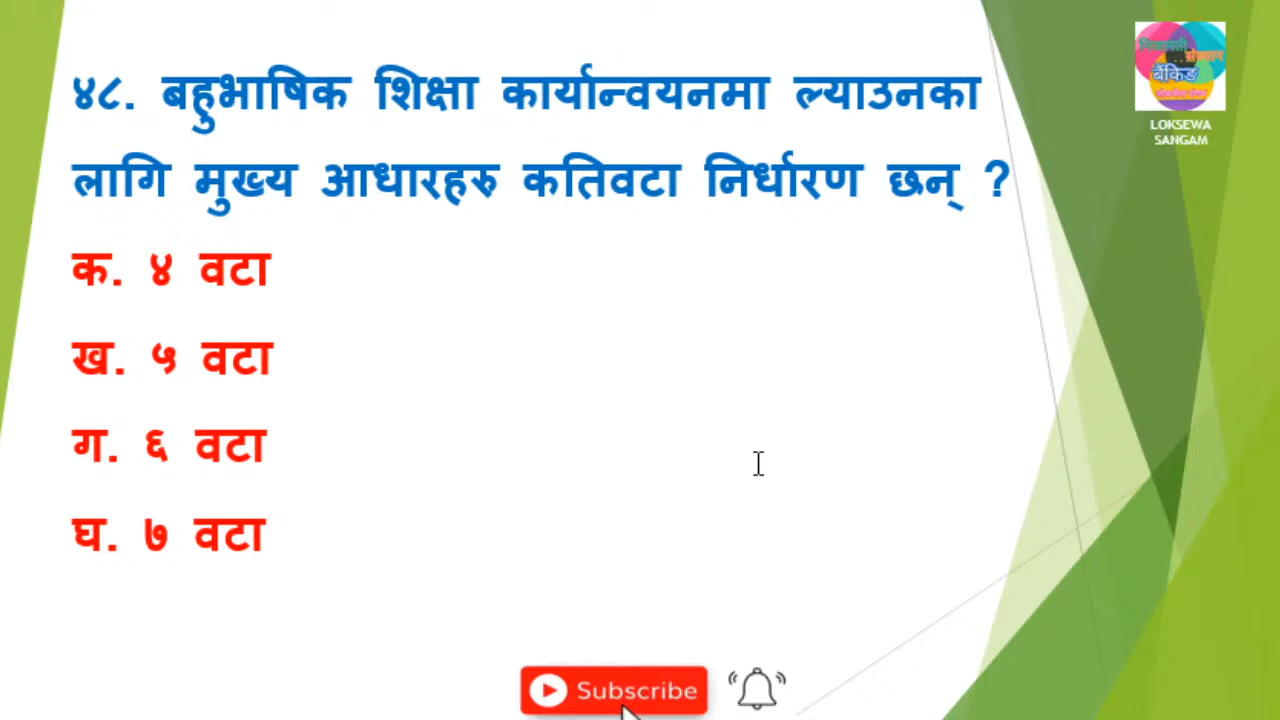 ४८. बहुभाषिक शिक्षा कार्यान्वयनमा ल्याउनका
लागि मुख्य आधारहरु कतिवटा निर्धारण छन् ?
क. ४ वटा
ख. ५ वटा
ग. ६ वटा
घ. ७ वटा
बैंकिङ
LOKSEWA
SANGAM
Subscribe